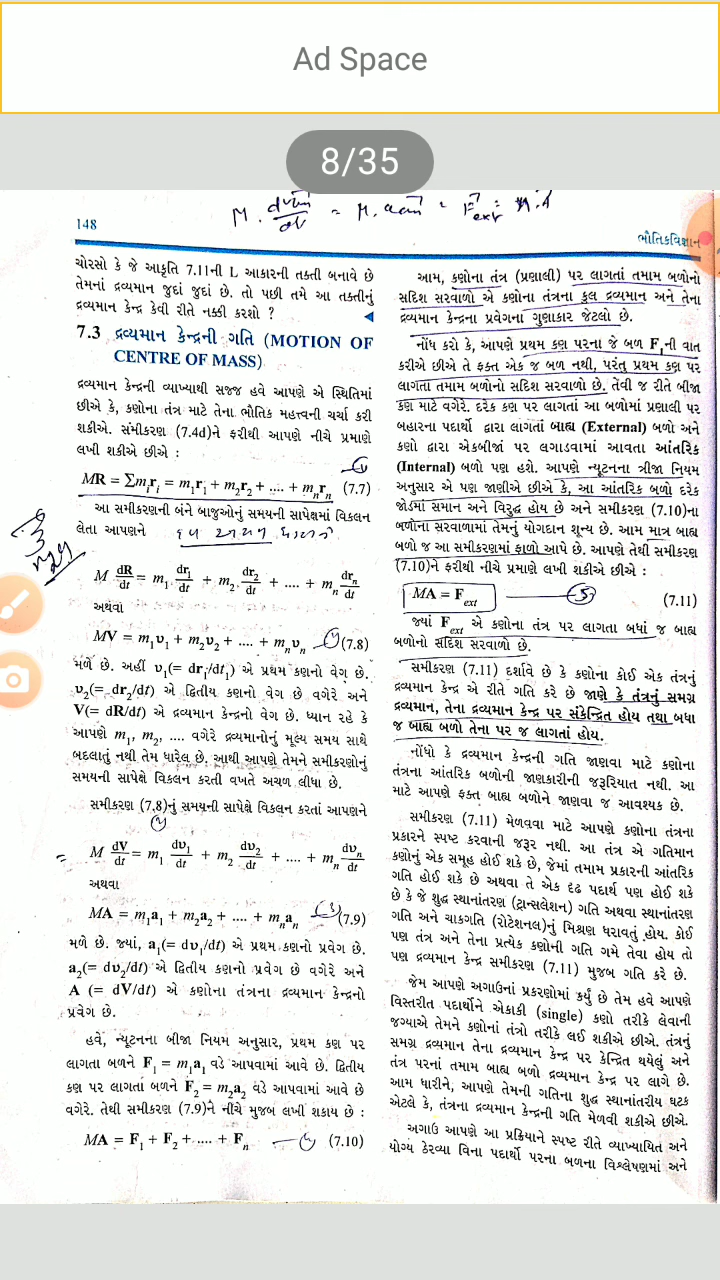 Ad Space
8/35
148
ભૌતિકવિજ્ઞાન
ચોરસો કે જે આકૃતિ 7.11ની L આકારની તક્તી બનાવે છે
તેમનાં દ્રવ્યમાન જુદાં જુદાં છે. તો પછી તમે આ તક્તીનું
દ્રવ્યમાન કેન્દ્ર કેવી રીતે નક્કી કરશો ? ◀
7.3 દ્રવ્યમાન કેન્દ્રની ગતિ (MOTION OF
CENTRE OF MASS)
દ્રવ્યમાન કેન્દ્રની વ્યાખ્યાથી સજ્જ હવે આપણે એ સ્થિતિમાં
છીએ કે, કણોના તંત્ર માટે તેના ભૌતિક મહત્ત્વની ચર્ચા કરી
શકીએ. સમીકરણ (7.4d)ને ફરીથી આપણે નીચે પ્રમાણે
લખી શકીએ છીએ :
MR = Σmᵢrᵢ = m₁r₁ + m₂r₂ + .... + mₙrₙ (7.7)
આ સમીકરણની બંને બાજુઓનું સમયની સાપેક્ષમાં વિકલન
લેતા આપણને
M dR/dt = m₁ dr₁/dt + m₂ dr₂/dt + .... + mₙ drₙ/dt
અથવાં
MV = m₁υ₁ + m₂υ₂ + .... + mₙυₙ (7.8)
મળે છે. અહીં υ₁(= dr₁/dt₁) એ પ્રથમ કણનો વેગ છે.
υ₂(= dr₂/dt) એ દ્વિતીય કણનો વેગ છે વગેરે અને
V(= dR/dt) એ દ્રવ્યમાન કેન્દ્રનો વેગ છે. ધ્યાન રહે કે
આપણે m₁, m₂, .... વગેરે દ્રવ્યમાનોનું મૂલ્ય સમય સાથે
બદલાતું નથી તેમ ધારેલ છે. આથી આપણે તેમને સમીકરણોનું
સમયની સાપેક્ષે વિકલન કરતી વખતે અચળ લીધા છે.
સમીકરણ (7.8)નું સમયની સાપેક્ષે વિકલન કરતાં આપણને
M dV/dt = m₁ dυ₁/dt + m₂ dυ₂/dt + .... + mₙ dυₙ/dt
અથવા
MA = m₁a₁ + m₂a₂ + .... + mₙaₙ (7.9)
મળે છે. જ્યાં, a₁(= dυ₁/dt) એ પ્રથમ કણનો પ્રવેગ છે.
a₂(= dυ₂/dt) એ દ્વિતીય કણનો પ્રવેગ છે વગેરે અને
A (= dV/dt) એ કણોના તંત્રના દ્રવ્યમાન કેન્દ્રનો
પ્રવેગ છે.
હવે, ન્યૂટનના બીજા નિયમ અનુસાર, પ્રથમ કણ પર
લાગતા બળને F₁ = m₁a₁ વડે આપવામાં આવે છે. દ્વિતીય
કણ પર લાગતાં બળને F₂ = m₂a₂ વડે આપવામાં આવે છે
વગેરે. તેથી સમીકરણ (7.9)ને નીચે મુજબ લખી શકાય છે :
MA = F₁ + F₂ + .... + Fₙ (7.10)
આમ, કણોના તંત્ર (પ્રણાલી) પર લાગતાં તમામ બળોનો
સદિશ સરવાળો એ કણોના તંત્રના કુલ દ્રવ્યમાન અને તેના
દ્રવ્યમાન કેન્દ્રના પ્રવેગના ગુણાકાર જેટલો છે.
નોંધ કરો કે, આપણે પ્રથમ કણ પરના જે બળ F₁ની વાત
કરીએ છીએ તે ફક્ત એક જ બળ નથી, પરંતુ પ્રથમ કણ પર
લાગતા તમામ બળોનો સદિશ સરવાળો છે. તેવી જ રીતે બીજા
કણ માટે વગેરે. દરેક કણ પર લાગતાં આ બળોમાં પ્રણાલી પર
બહારના પદાર્થો દ્વારા લાગતાં બાહ્ય (External) બળો અને
કણો દ્વારા એકબીજાં પર લગાડવામાં આવતા આંતરિક
(Internal) બળો પણ હશે. આપણે ન્યૂટનના ત્રીજા નિયમ
અનુસાર એ પણ જાણીએ છીએ કે, આ આંતરિક બળો દરેક
જોડમાં સમાન અને વિરુદ્ધ હોય છે અને સમીકરણ (7.10)ના
બળોના સરવાળામાં તેમનું યોગદાન શૂન્ય છે. આમ માત્ર બાહ્ય
બળો જ આ સમીકરણમાં ફાળો આપે છે. આપણે તેથી સમીકરણ
(7.10)ને ફરીથી નીચે પ્રમાણે લખી શકીએ છીએ :
MA = F ext (7.11)
જ્યાં F ext એ કણોના તંત્ર પર લાગતા બધાં જ બાહ્ય
બળોનો સદિશ સરવાળો છે.
સમીકરણ (7.11) દર્શાવે છે કે કણોના કોઈ એક તંત્રનું
દ્રવ્યમાન કેન્દ્ર એ રીતે ગતિ કરે છે જાણે કે તંત્રનું સમગ્ર
દ્રવ્યમાન, તેના દ્રવ્યમાન કેન્દ્ર પર સંકેન્દ્રિત હોય તથા બધા
જ બાહ્ય બળો તેના પર જ લાગતાં હોય.
નોંધો કે દ્રવ્યમાન કેન્દ્રની ગતિ જાણવા માટે કણોના
તંત્રના આંતરિક બળોની જાણકારીની જરૂરિયાત નથી. આ
માટે આપણે ફક્ત બાહ્ય બળોને જાણવા જ આવશ્યક છે.
સમીકરણ (7.11) મેળવવા માટે આપણે કણોના તંત્રના
પ્રકારને સ્પષ્ટ કરવાની જરૂર નથી. આ તંત્ર એ ગતિમાન
કણોનું એક સમૂહ હોઈ શકે છે, જેમાં તમામ પ્રકારની આંતરિક
ગતિ હોઈ શકે છે અથવા તે એક દૃઢ પદાર્થ પણ હોઈ શકે
છે કે જે શુદ્ધ સ્થાનાંતરણ (ટ્રાન્સલેશન) ગતિ અથવા સ્થાનાંતરણ
ગતિ અને ચાકગતિ (રોટેશનલ)નું મિશ્રણ ધરાવતું હોય. કોઈ
પણ તંત્ર અને તેના પ્રત્યેક કણોની ગતિ ગમે તેવી હોય તો
પણ દ્રવ્યમાન કેન્દ્ર સમીકરણ (7.11) મુજબ ગતિ કરે છે.
જેમ આપણે અગાઉનાં પ્રકરણોમાં કર્યું છે તેમ હવે આપણે
વિસ્તરીત પદાર્થોને એકાકી (single) કણો તરીકે લેવાની
જગ્યાએ તેમને કણોનાં તંત્રો તરીકે લઈ શકીએ છીએ. તંત્રનું
સમગ્ર દ્રવ્યમાન તેના દ્રવ્યમાન કેન્દ્ર પર કેન્દ્રિત થયેલું અને
તંત્ર પરનાં તમામ બાહ્ય બળો દ્રવ્યમાન કેન્દ્ર પર લાગે છે.
આમ ધારીને, આપણે તેમની ગતિના શુદ્ધ સ્થાનાંતરીય ઘટક
એટલે કે, તંત્રના દ્રવ્યમાન કેન્દ્રની ગતિ મેળવી શકીએ છીએ.
અગાઉ આપણે આ પ્રક્રિયાને સ્પષ્ટ રીતે વ્યાખ્યાયિત અને
યોગ્ય ઠેરવ્યા વિના પદાર્થો પરના બળના વિશ્લેષણમાં અને